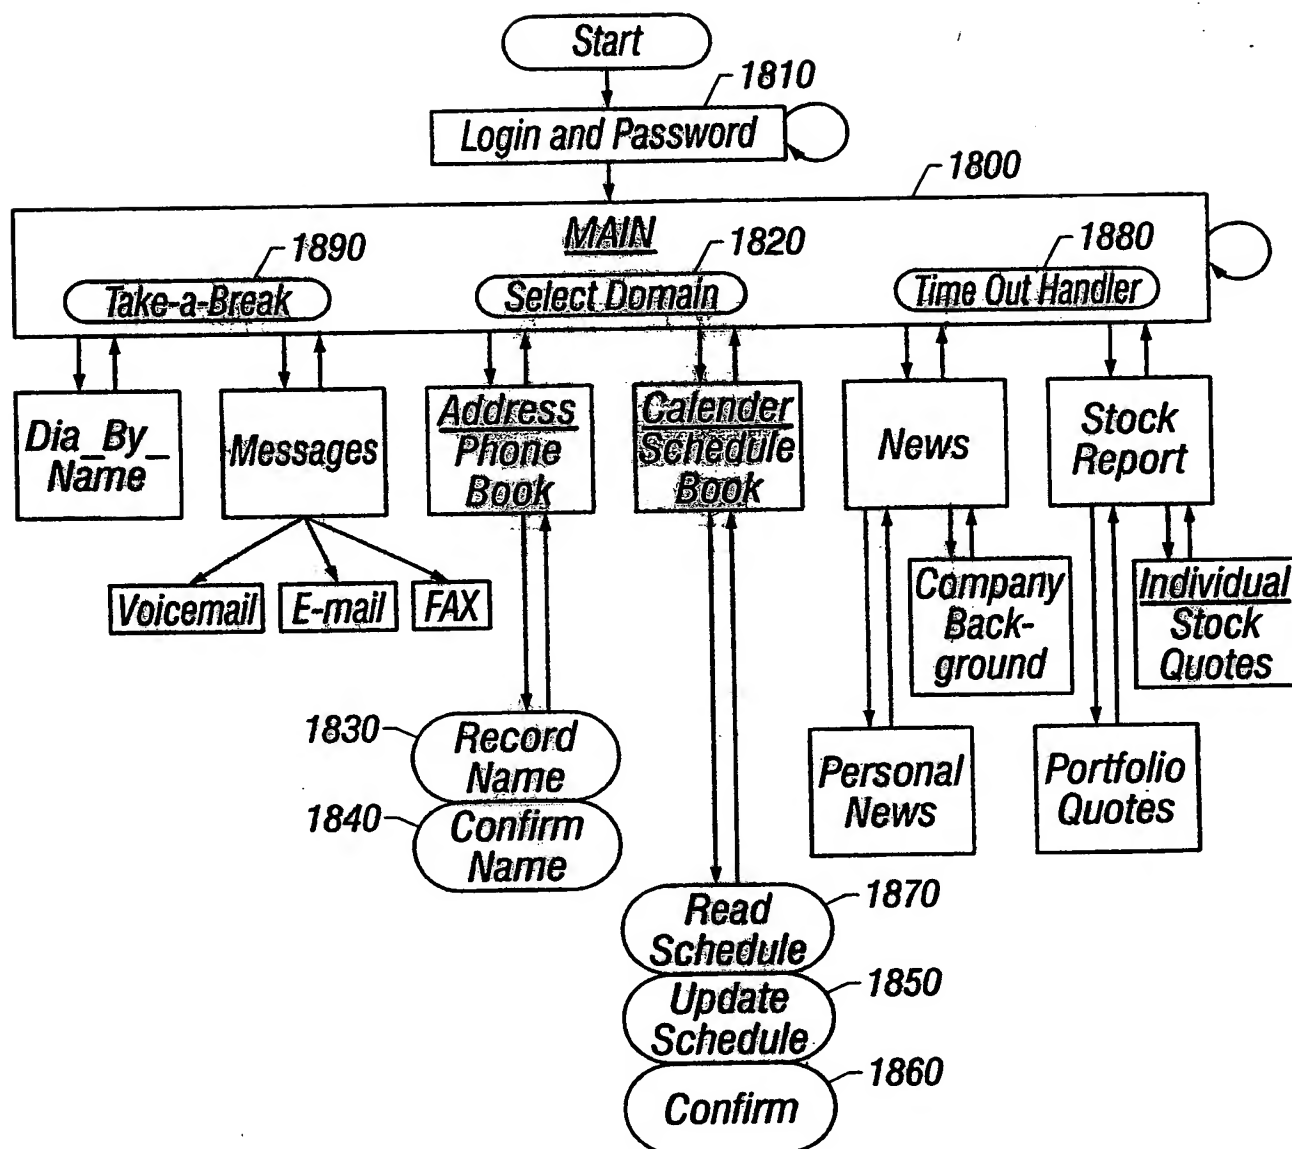 Start
1810
Login and Password
1800
MAIN
1890
1820
1880
Take-a-Break
Select Domain
Time Out Handler
Dia_By_
Name
Messages
Address
Phone
Book
Calender
Schedule
Book
News
Stock
Report
Voicemail
E-mail
FAX
Company
Back-
ground
Individual
Stock
Quotes
1830
Record
Name
1840
Confirm
Name
Personal
News
Portfolio
Quotes
1870
Read
Schedule
1850
Update
Schedule
1860
Confirm